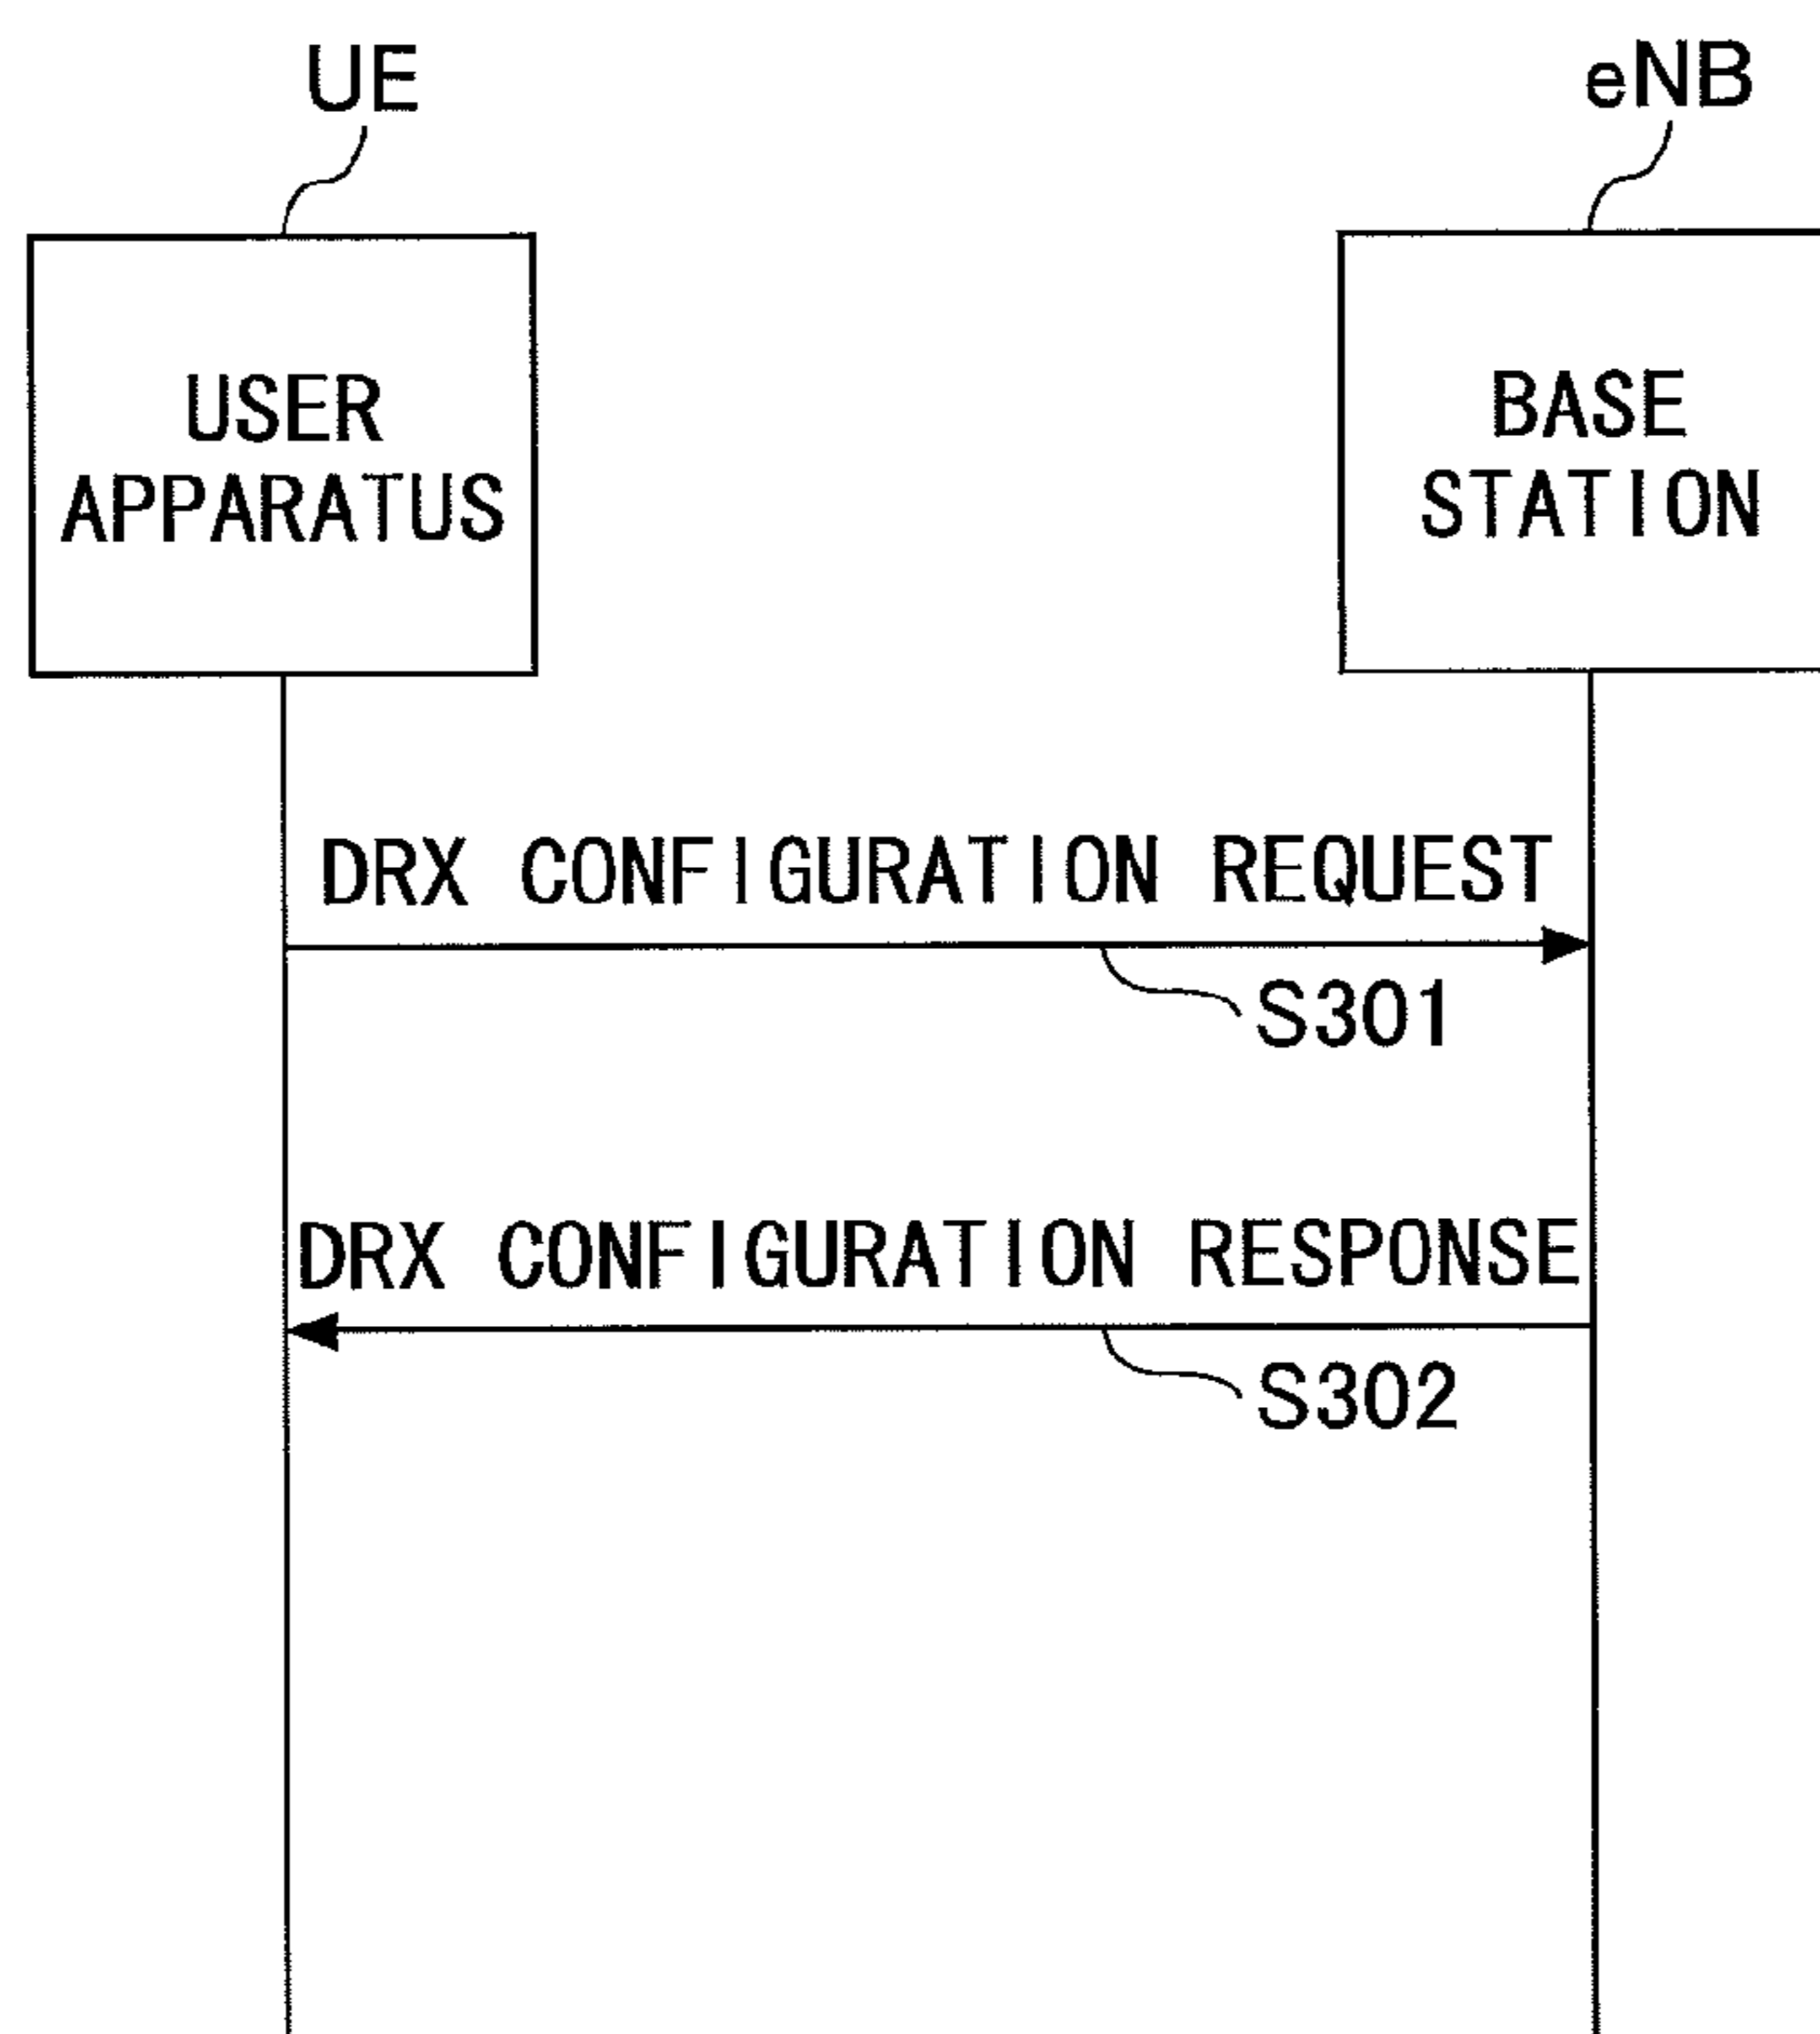 UE
eNB
USER
APPARATUS
BASE
STATION
DRX CONFIGURATION REQUEST
S301
DRX CONFIGURATION RESPONSE
S302